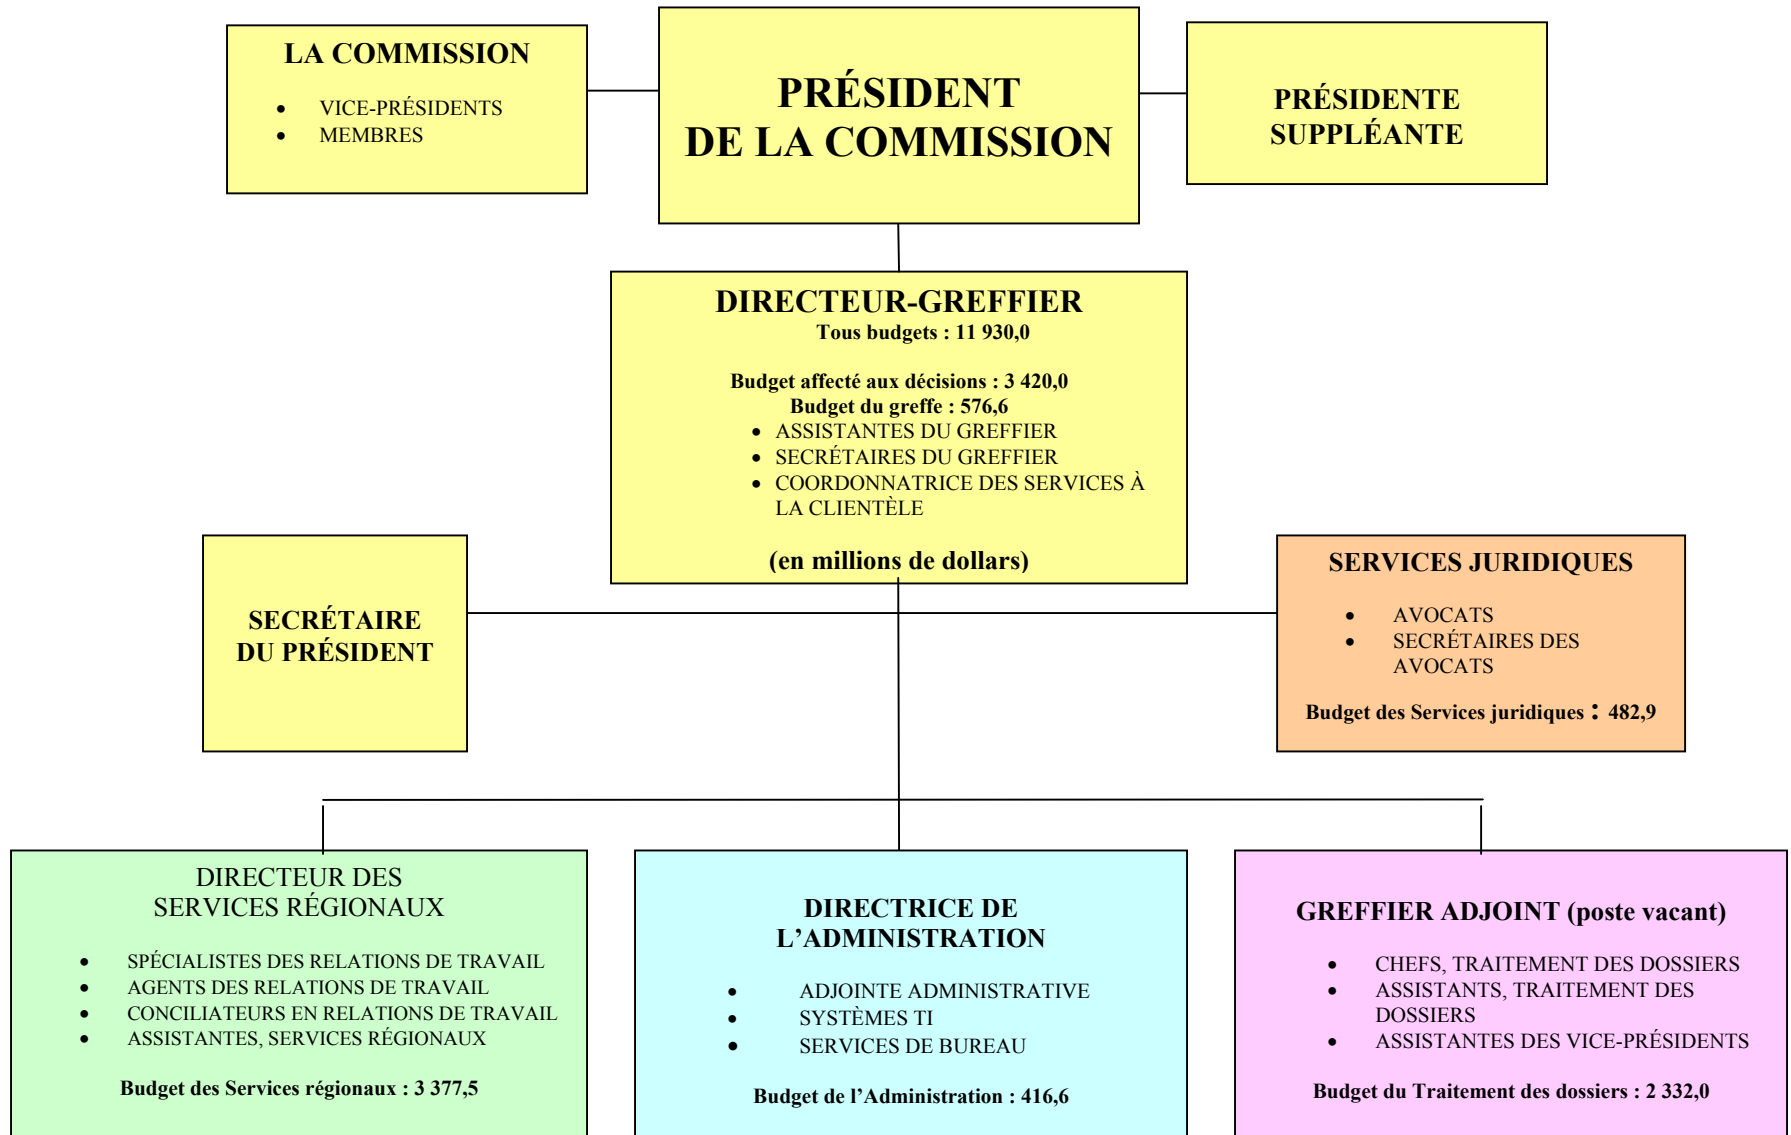 LA COMMISSION
• VICE-PRÉSIDENTS
• MEMBRES
PRÉSIDENT
DE LA COMMISSION
PRÉSIDENTE
SUPPLÉANTE
DIRECTEUR-GREFFIER
Tous budgets : 11 930,0
Budget affecté aux décisions : 3 420,0
Budget du greffe : 576,6
• ASSISTANTES DU GREFFIER
• SECRÉTAIRES DU GREFFIER
• COORDONNATRICE DES SERVICES À
LA CLIENTÈLE
(en millions de dollars)
SECRÉTAIRE
DU PRÉSIDENT
SERVICES JURIDIQUES
• AVOCATS
• SECRÉTAIRES DES
AVOCATS
Budget des Services juridiques : 482,9
DIRECTEUR DES
SERVICES RÉGIONAUX
• SPÉCIALISTES DES RELATIONS DE TRAVAIL
• AGENTS DES RELATIONS DE TRAVAIL
• CONCILIATEURS EN RELATIONS DE TRAVAIL
• ASSISTANTES, SERVICES RÉGIONAUX
Budget des Services régionaux : 3 377,5
DIRECTRICE DE
L’ADMINISTRATION
• ADJOINTE ADMINISTRATIVE
• SYSTÈMES TI
• SERVICES DE BUREAU
Budget de l’Administration : 416,6
GREFFIER ADJOINT (poste vacant)
• CHEFS, TRAITEMENT DES DOSSIERS
• ASSISTANTS, TRAITEMENT DES
DOSSIERS
• ASSISTANTES DES VICE-PRÉSIDENTS
Budget du Traitement des dossiers : 2 332,0